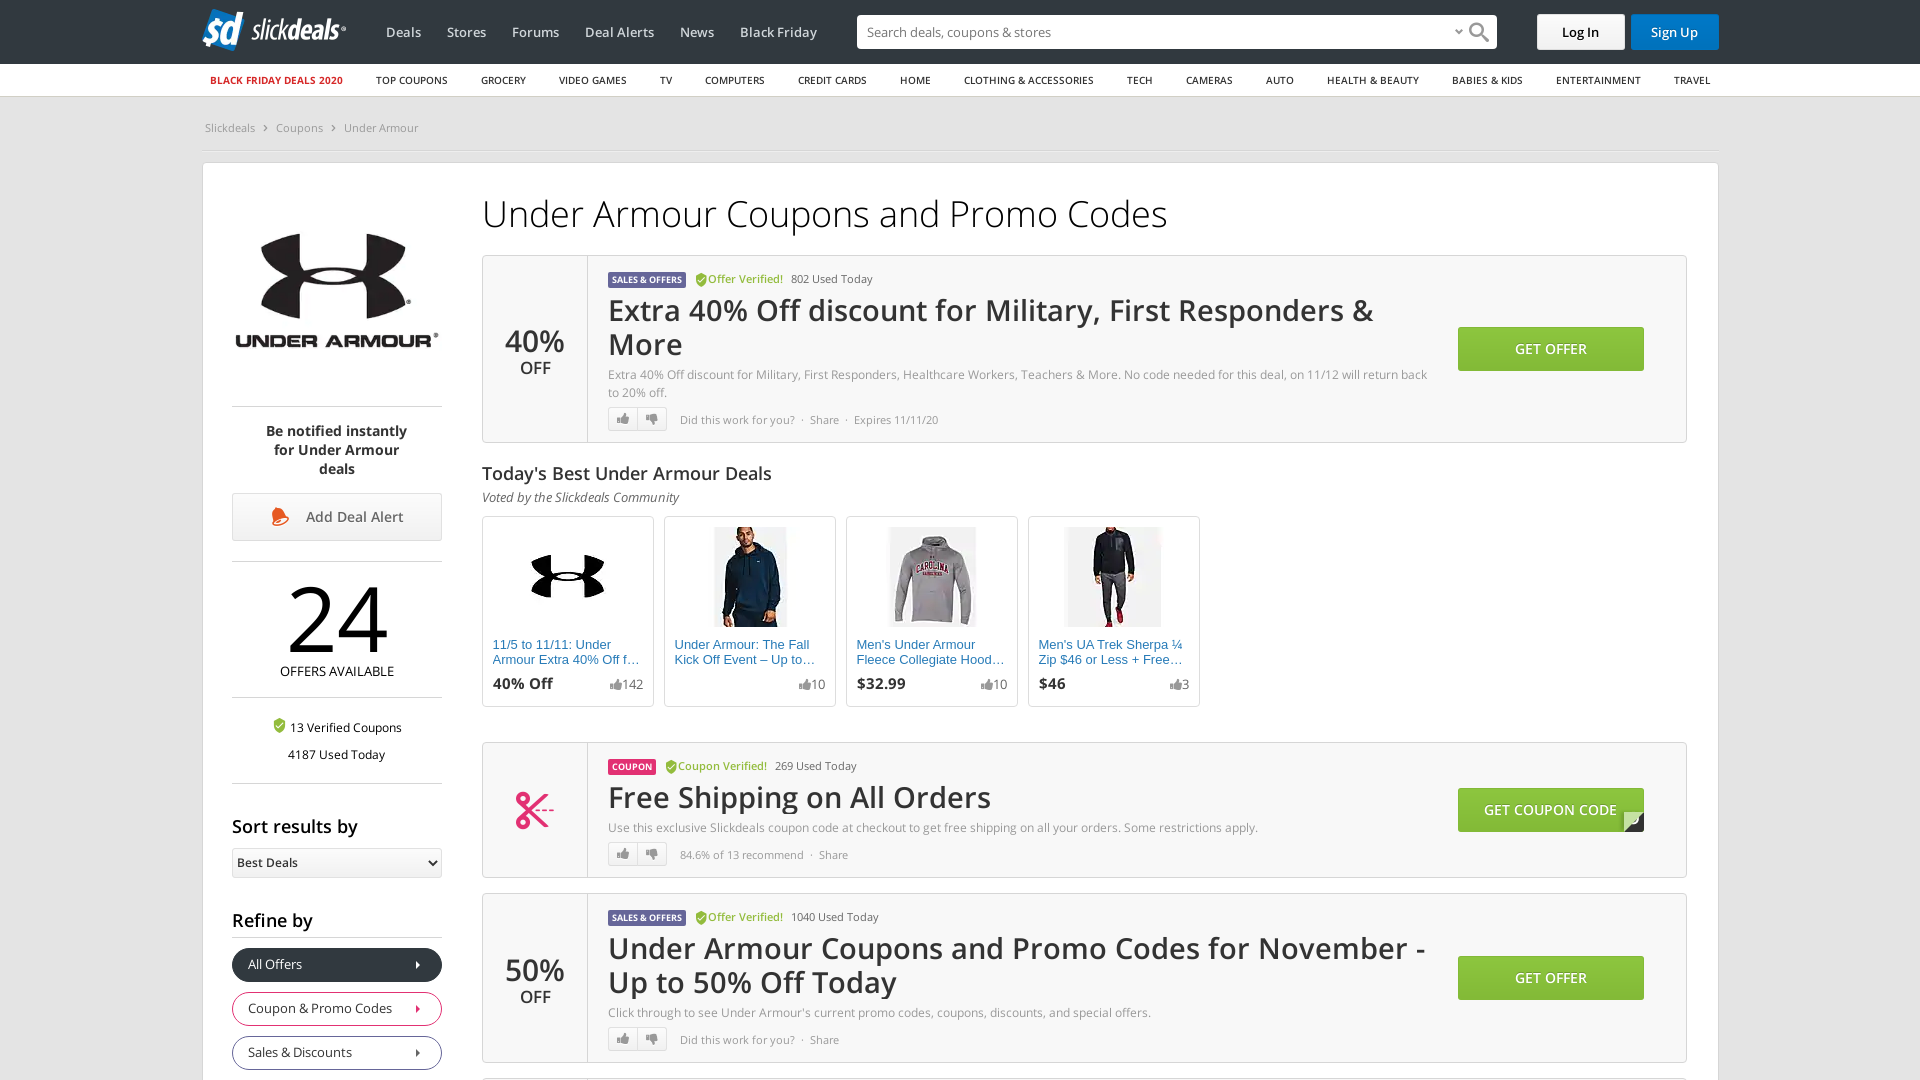 sd slickdeals
Deals
Stores
Forums
Deal Alerts
News
Black Friday
Search deals, coupons & stores
Log In
Sign Up
BLACK FRIDAY DEALS 2020
TOP COUPONS
GROCERY
VIDEO GAMES
TV
COMPUTERS
CREDIT CARDS
HOME
CLOTHING & ACCESSORIES
TECH
CAMERAS
AUTO
HEALTH & BEAUTY
BABIES & KIDS
ENTERTAINMENT
TRAVEL
Slickdeals > Coupons > Under Armour
UNDER ARMOUR®
Be notified instantly
for Under Armour
deals
Add Deal Alert
24
OFFERS AVAILABLE
13 Verified Coupons
4187 Used Today
Sort results by
Best Deals
Refine by
All Offers
Coupon & Promo Codes
Sales & Discounts
Under Armour Coupons and Promo Codes
40%
OFF
SALES & OFFERS Offer Verified! 802 Used Today
Extra 40% Off discount for Military, First Responders &
More
Extra 40% Off discount for Military, First Responders, Healthcare Workers, Teachers & More. No code needed for this deal, on 11/12 will return back
to 20% off.
Did this work for you? · Share · Expires 11/11/20
GET OFFER
Today's Best Under Armour Deals
Voted by the Slickdeals Community
11/5 to 11/11: Under
Armour Extra 40% Off f…
40% Off 142
Under Armour: The Fall
Kick Off Event – Up to…
10
CAROLINA
Men's Under Armour
Fleece Collegiate Hood…
$32.99 10
Men's UA Trek Sherpa ¼
Zip $46 or Less + Free…
$46 3
COUPON Coupon Verified! 269 Used Today
Free Shipping on All Orders
Use this exclusive Slickdeals coupon code at checkout to get free shipping on all your orders. Some restrictions apply.
84.6% of 13 recommend · Share
GET COUPON CODE
50%
OFF
SALES & OFFERS Offer Verified! 1040 Used Today
Under Armour Coupons and Promo Codes for November -
Up to 50% Off Today
Click through to see Under Armour's current promo codes, coupons, discounts, and special offers.
Did this work for you? · Share
GET OFFER